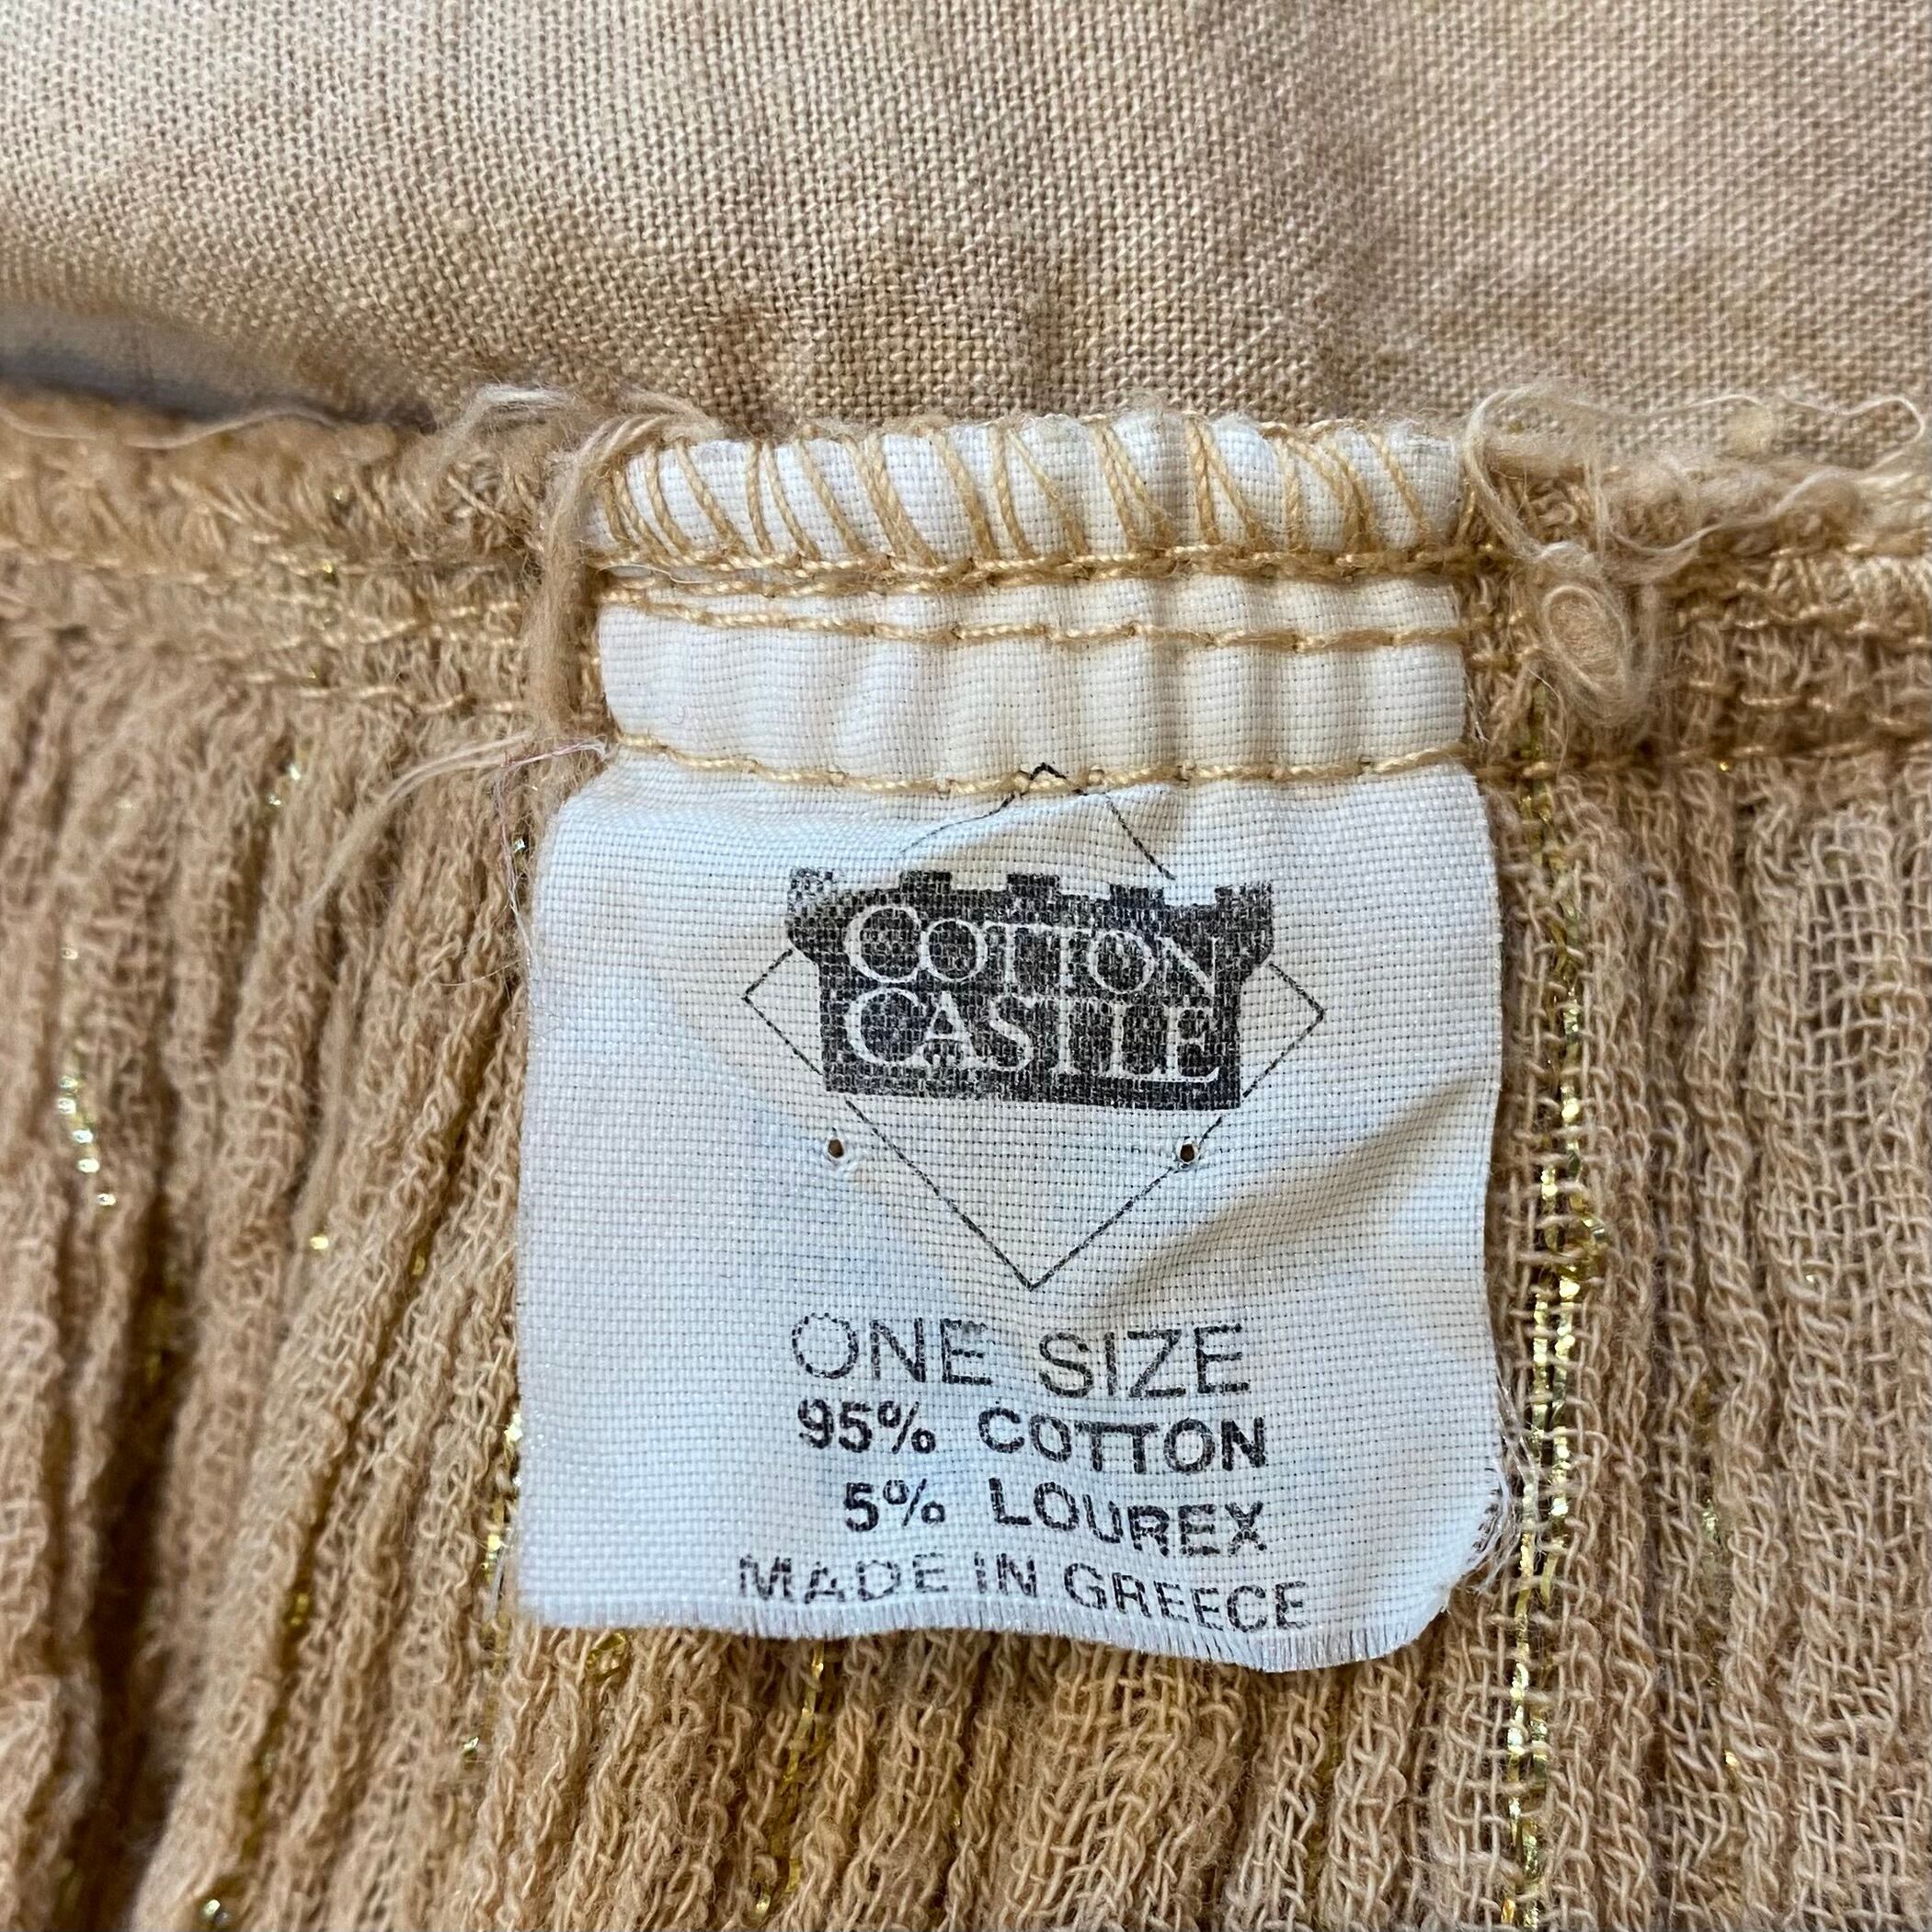 COTTON
CASTLE
ONE SIZE
95% COTTON
5% LOUREX
MADE IN GREECE